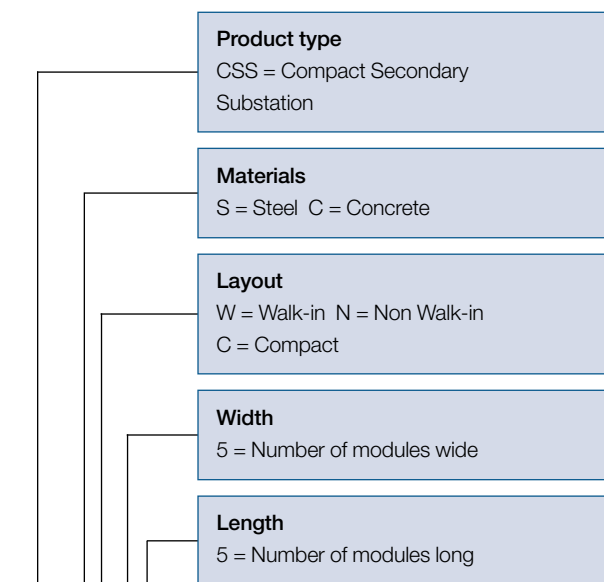 Product type
CSS = Compact Secondary
Substation
Materials
S = Steel  C = Concrete
Layout
W = Walk-in  N = Non Walk-in
C = Compact
Width
5 = Number of modules wide
Length
5 = Number of modules long